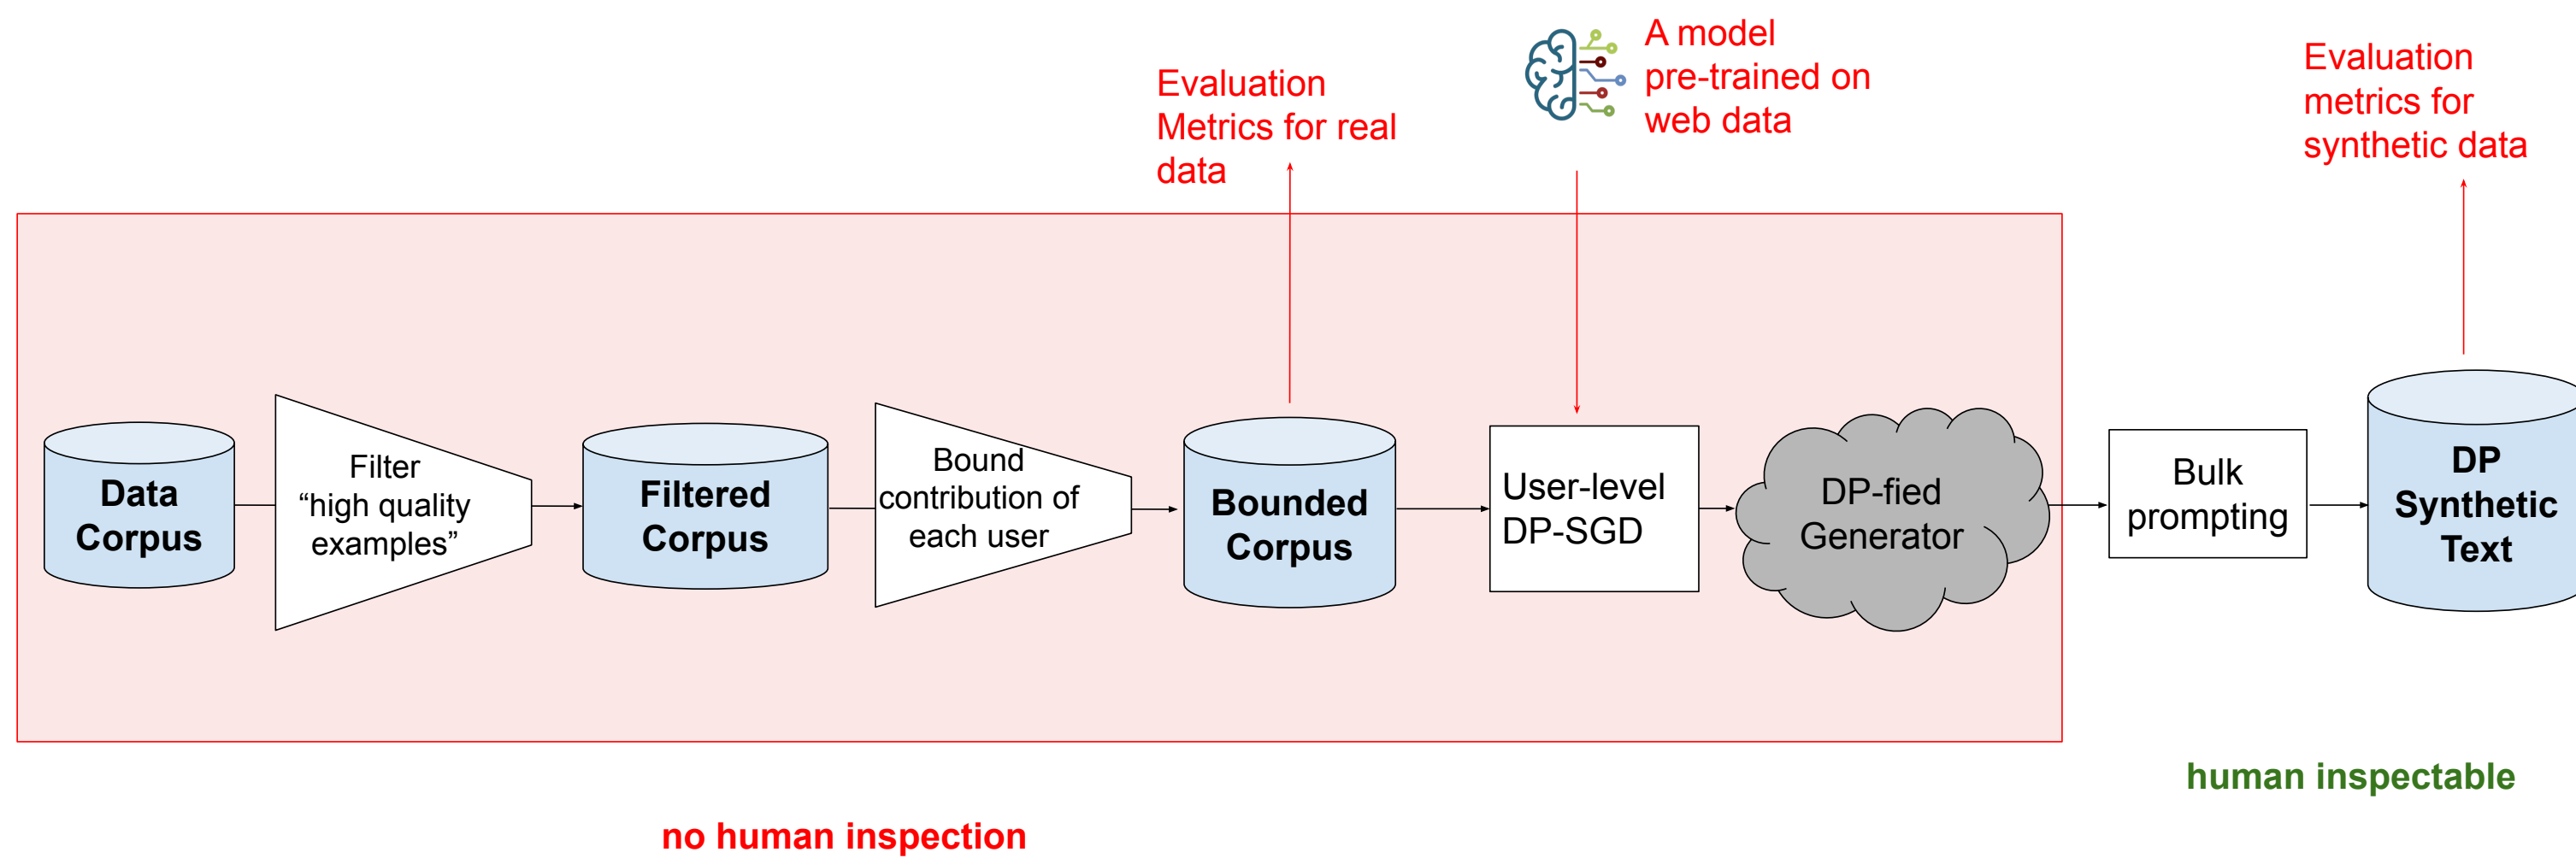 Evaluation
Metrics for real
data
A model
pre-trained on
web data
Evaluation
metrics for
synthetic data
Data
Corpus
Filter
“high quality
examples”
Filtered
Corpus
Bound
contribution of
each user
Bounded
Corpus
User-level
DP-SGD
DP-fied
Generator
Bulk
prompting
DP
Synthetic
Text
human inspectable
no human inspection